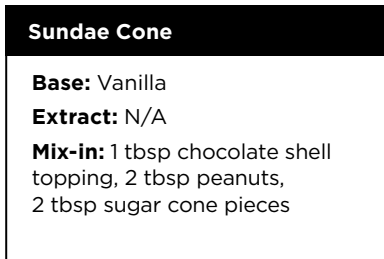 Sundae Cone
Base: Vanilla
Extract: N/A
Mix-in: 1 tbsp chocolate shell
topping, 2 tbsp peanuts,
2 tbsp sugar cone pieces